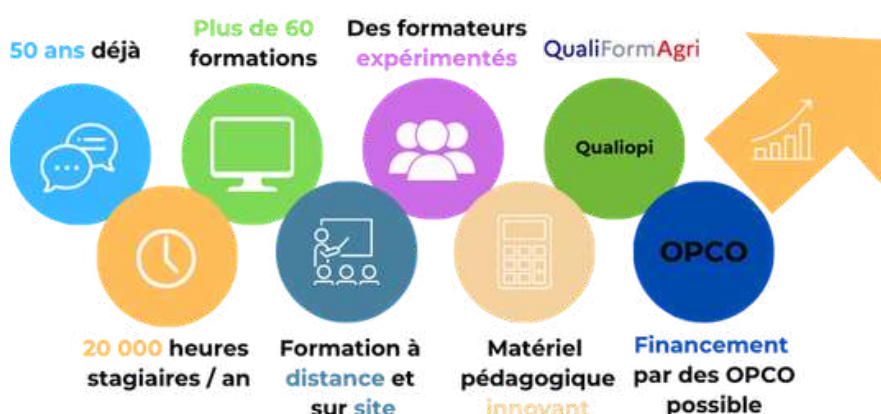 50 ans déjà
Plus de 60
formations
Des formateurs
expérimentés
QualiFormAgri
Qualiopi
OPCO
20 000 heures
stagiaires / an
Formation à
distance et
sur site
Matériel
pédagogique
innovant
Financement
par des OPCO
possible